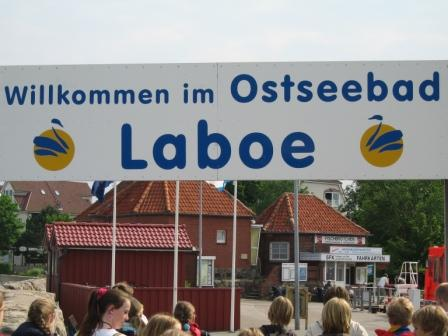 Willkommen im Ostseebad
Laboe
SFK FAHRKARTEN